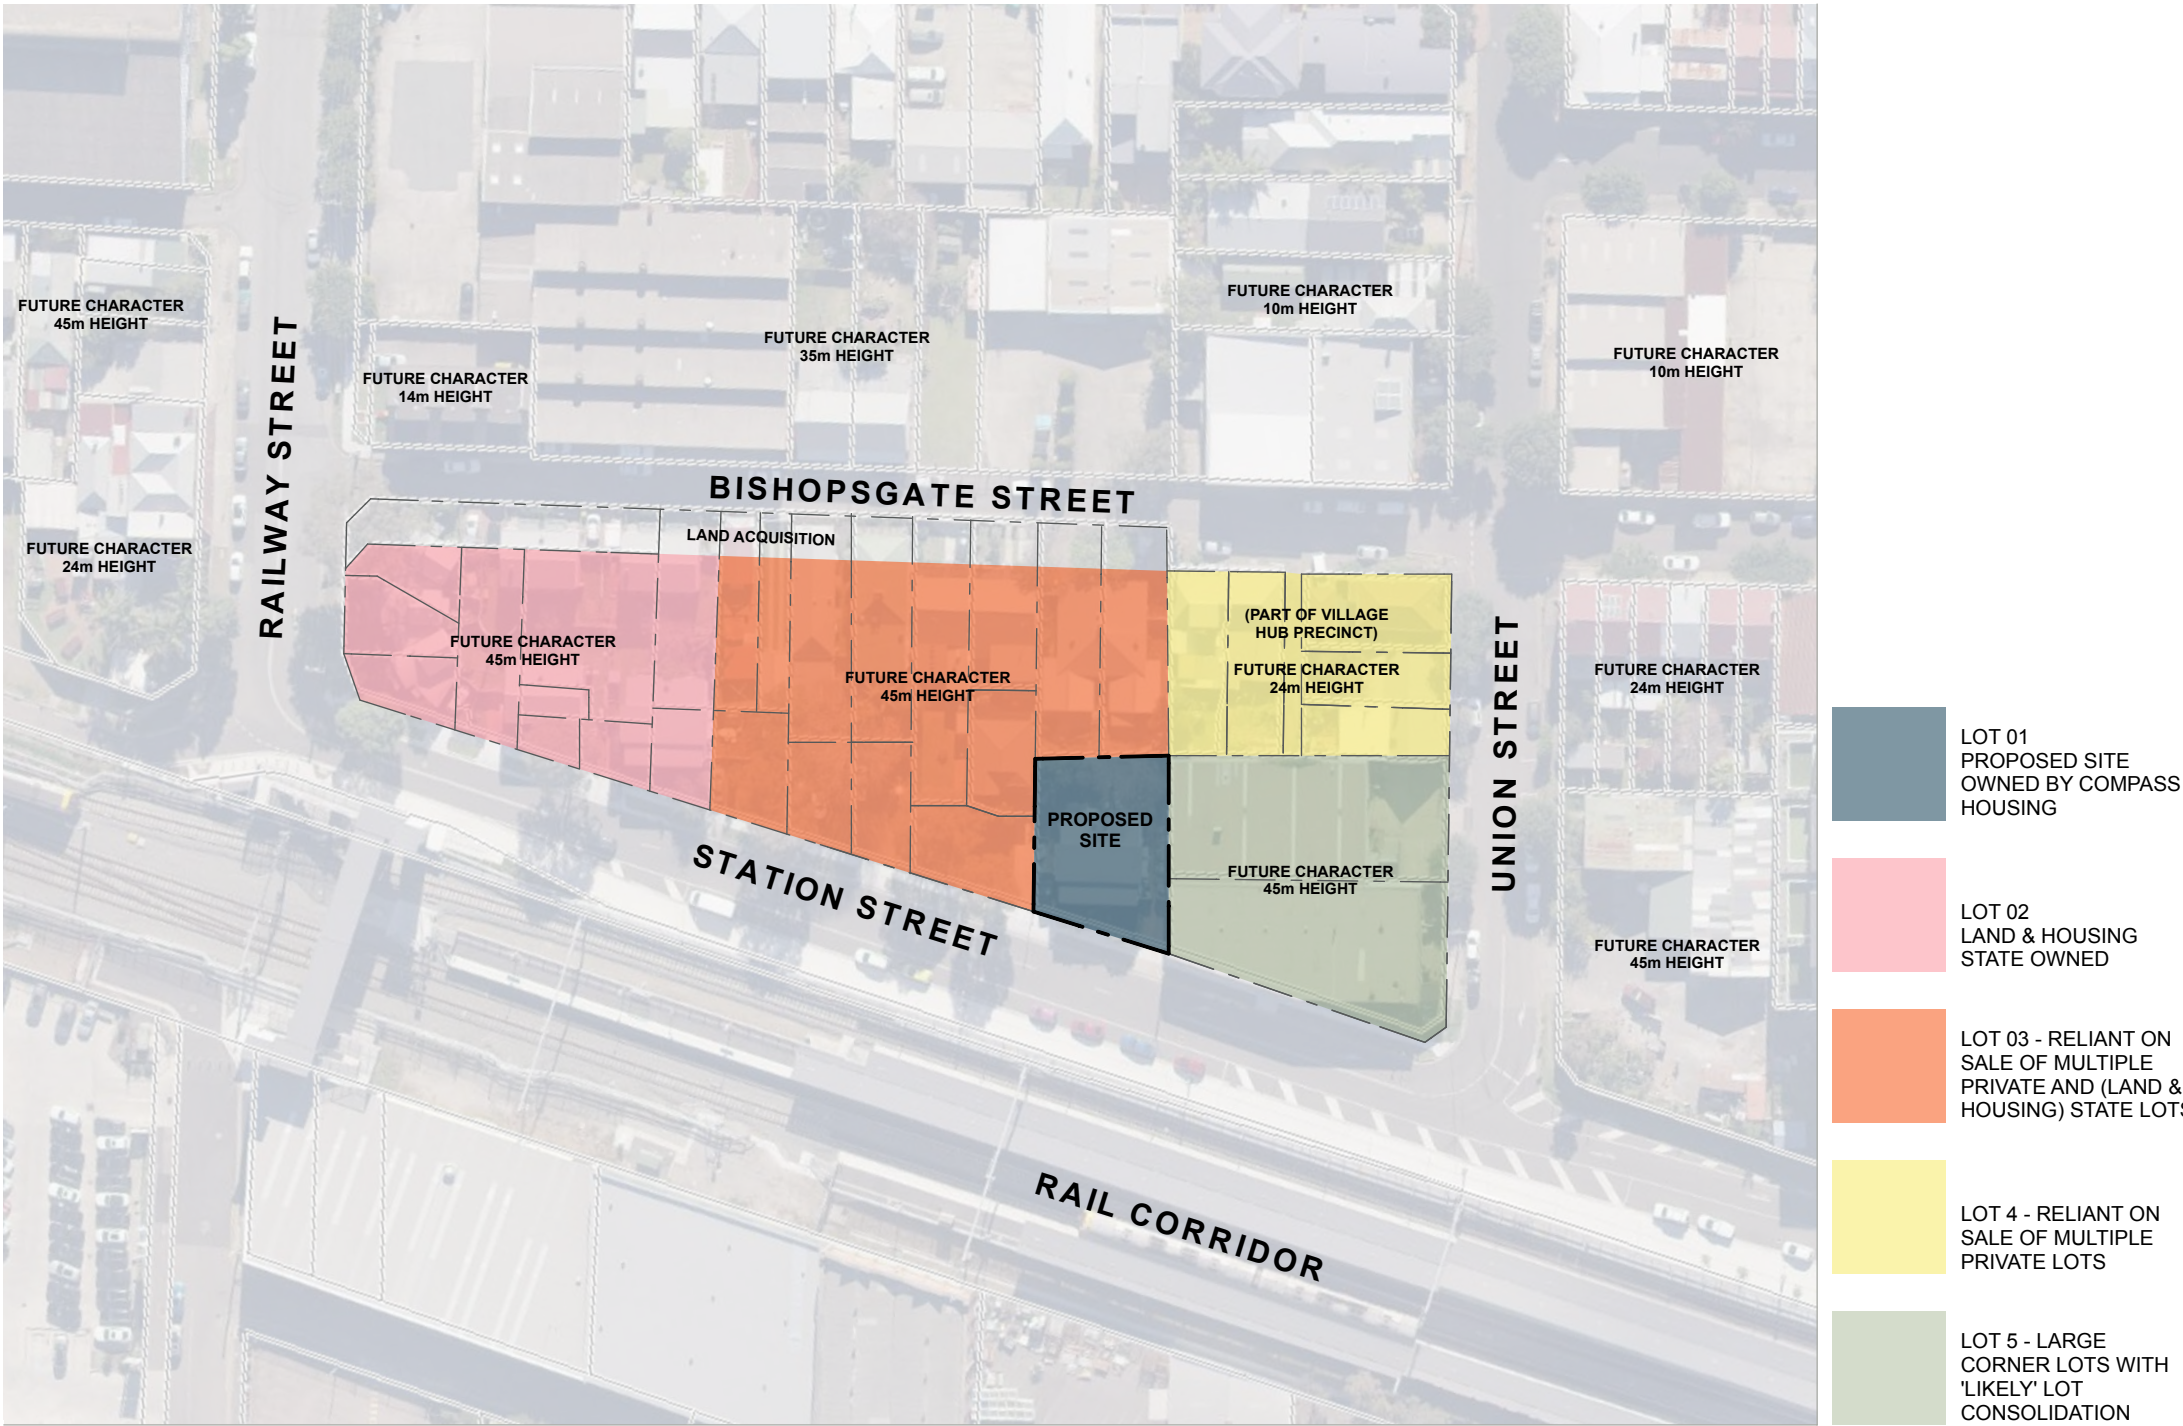 FUTURE CHARACTER
45m HEIGHT
RAILWAY STREET
FUTURE CHARACTER
14m HEIGHT
FUTURE CHARACTER
35m HEIGHT
FUTURE CHARACTER
10m HEIGHT
FUTURE CHARACTER
10m HEIGHT
BISHOPSGATE STREET
LAND ACQUISITION
FUTURE CHARACTER
24m HEIGHT
FUTURE CHARACTER
45m HEIGHT
FUTURE CHARACTER
45m HEIGHT
(PART OF VILLAGE
HUB PRECINCT)
FUTURE CHARACTER
24m HEIGHT
UNION STREET
FUTURE CHARACTER
24m HEIGHT
PROPOSED
SITE
FUTURE CHARACTER
45m HEIGHT
FUTURE CHARACTER
45m HEIGHT
STATION STREET
RAIL CORRIDOR
LOT 01
PROPOSED SITE
OWNED BY COMPASS
HOUSING
LOT 02
LAND & HOUSING
STATE OWNED
LOT 03 - RELIANT ON
SALE OF MULTIPLE
PRIVATE AND (LAND &
HOUSING) STATE LOTS
LOT 4 - RELIANT ON
SALE OF MULTIPLE
PRIVATE LOTS
LOT 5 - LARGE
CORNER LOTS WITH
'LIKELY' LOT
CONSOLIDATION